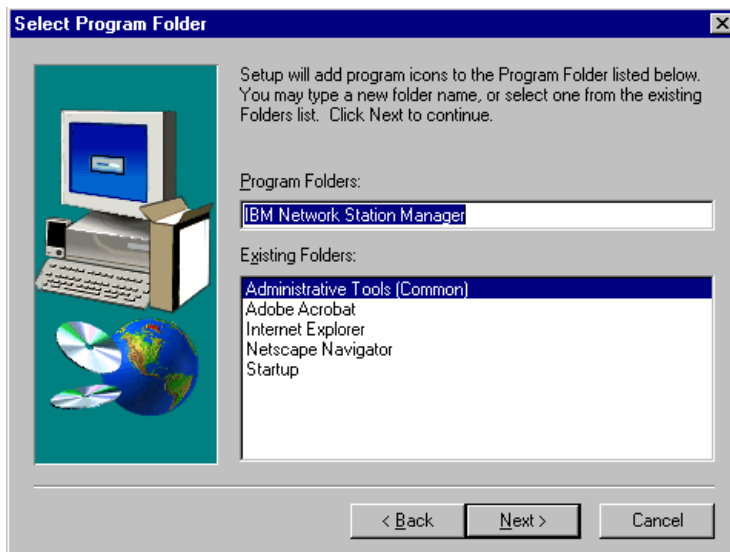 Select Program Folder
Setup will add program icons to the Program Folder listed below.
You may type a new folder name, or select one from the existing
Folders list. Click Next to continue.
Program Folders:
IBM Network Station Manager
Existing Folders:
Administrative Tools (Common)
Adobe Acrobat
Internet Explorer
Netscape Navigator
Startup
< Back
Next >
Cancel